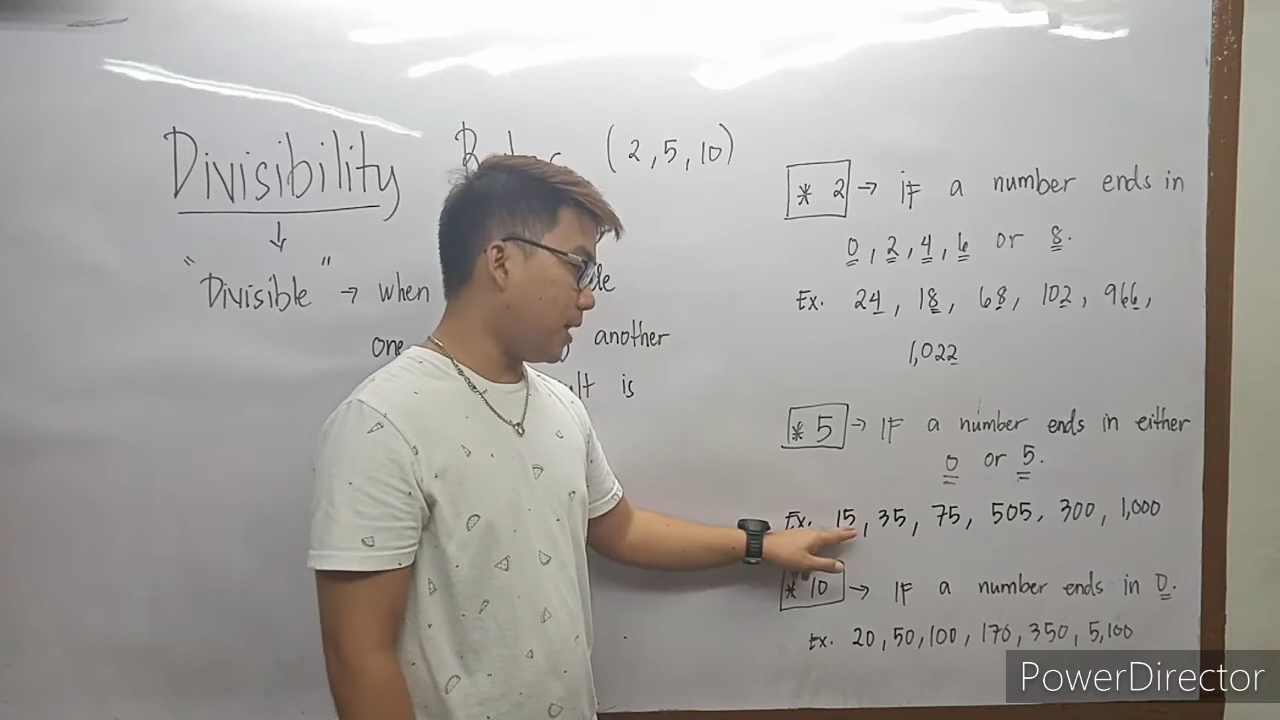 Divisibility (2, 5, 10)
"Divisible" → when
one another
is
* 2 → IF a number ends in
0, 2, 4, 6 or 8.
Ex. 24, 18, 68, 102, 966,
1,022
* 5 → IF a number ends in either
0 or 5.
Ex. 15, 35, 75, 505, 300, 1,000
* 10 → IF a number ends in 0.
Ex. 20, 50, 100, 170, 350, 5,100
PowerDirector